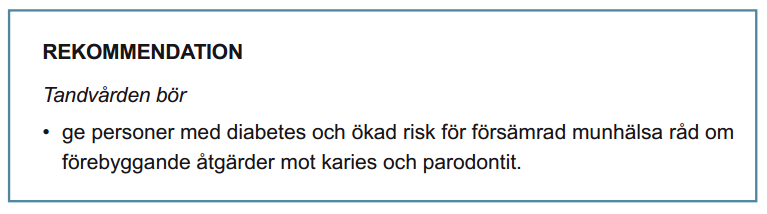 REKOMMENDATION
Tandvården bör
• ge personer med diabetes och ökad risk för försämrad munhälsa råd om
förebyggande åtgärder mot karies och parodontit.